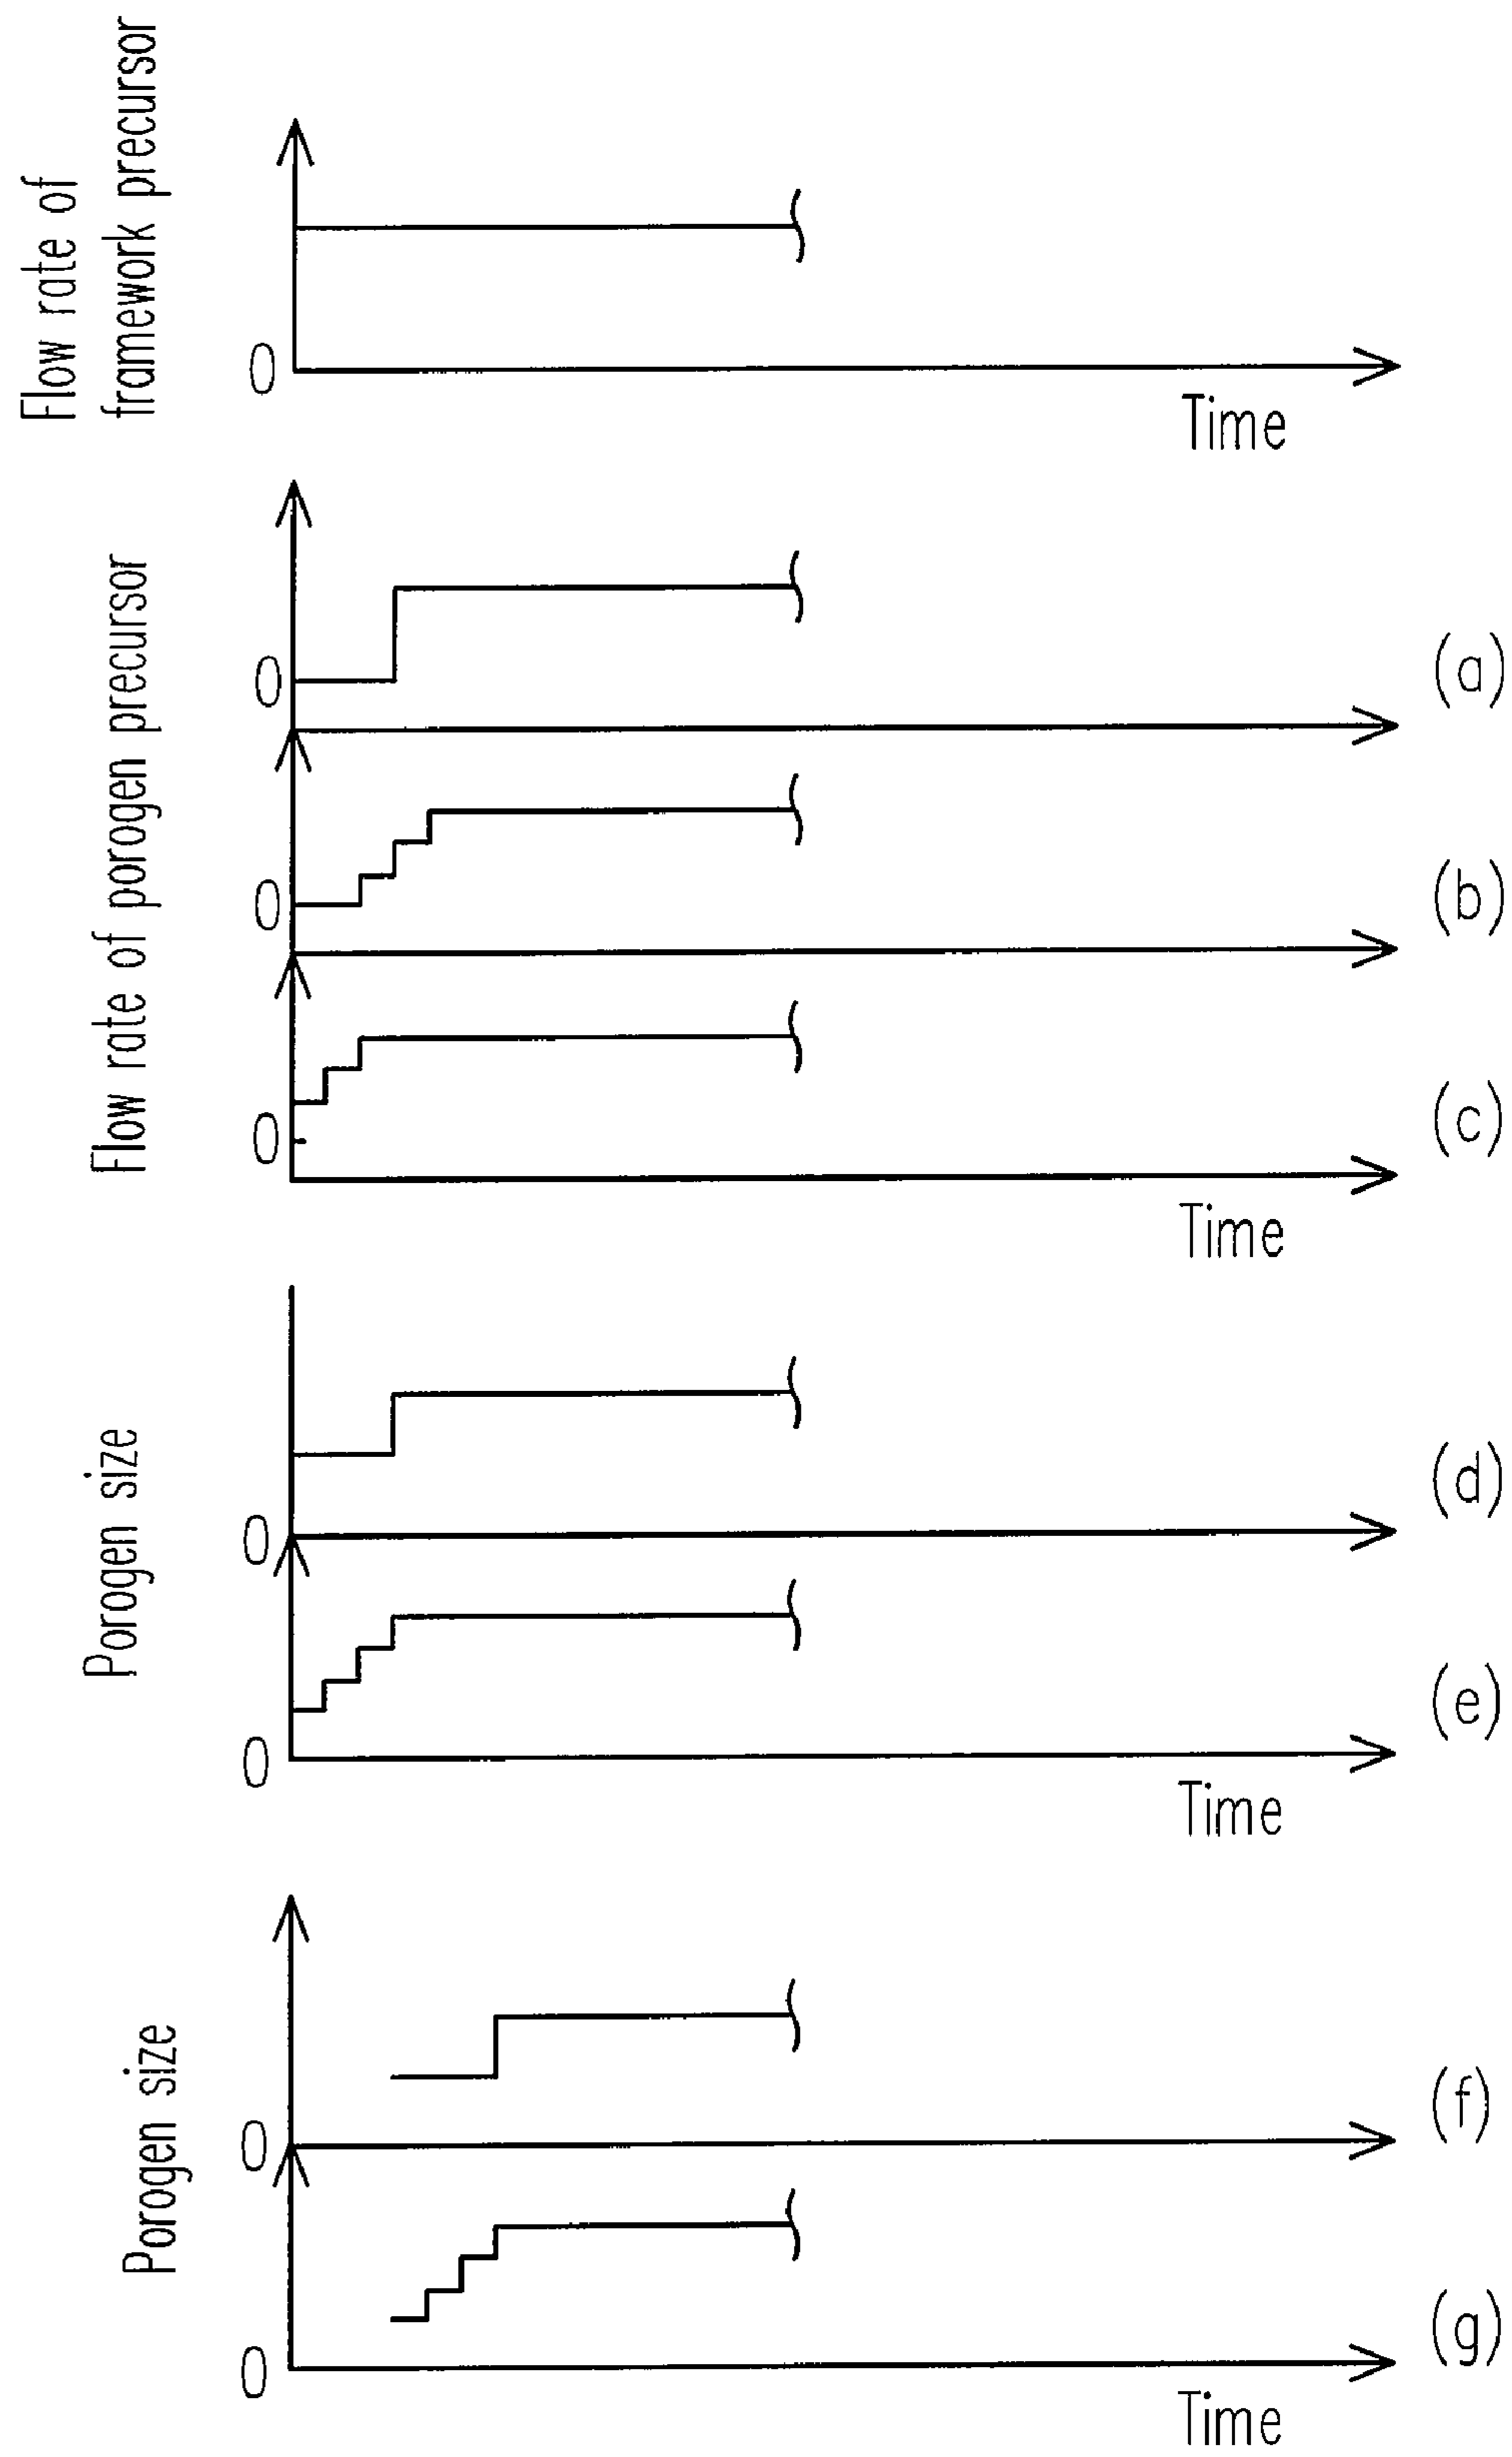 Flow rate of
framework precursor
0
Time
Flow rate of porogen precursor
0
(a)
0
(b)
0
(c)
Time
Porogen size
0
(d)
0
(e)
Time
Porogen size
0
(f)
0
(g)
Time